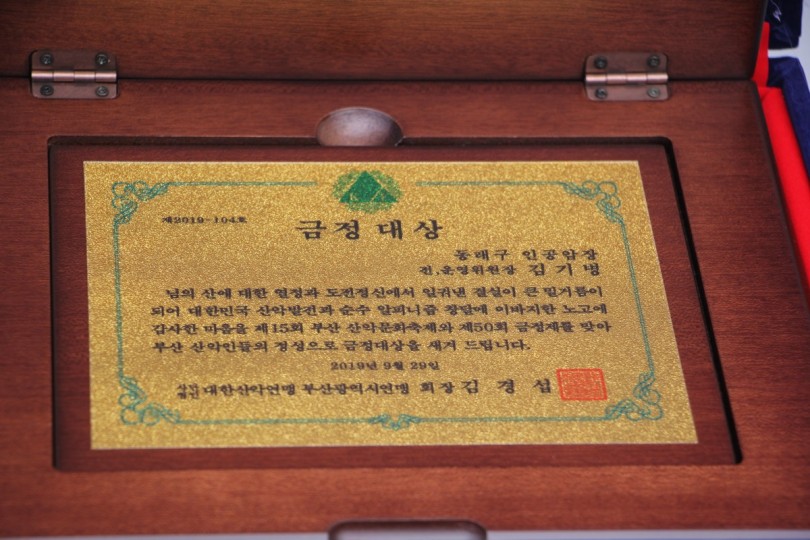 제2019-104호
금정대상
동래구 인공암장
전,운영위원장 김기병
님의 산에 대한 열정과 도전정신에서 일궈낸 결실이 큰 밑거름이
되어 대한민국 산악발전과 순수 알피니즘 창달에 이바지한 노고에
감사한 마음을 제15회 부산 산악문화축제와 제50회 금정제를 맞아
부산 산악인들의 정성으로 금정대상을 새겨 드립니다.
2019년 9월 29일
사단법인 대한산악연맹 부산광역시연맹 회장 김경섭